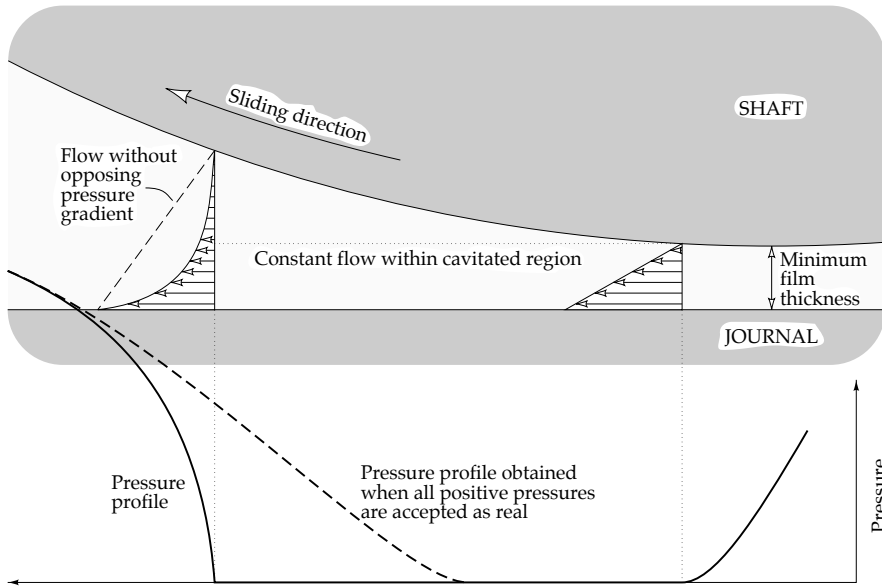 SHAFT
Sliding direction
Flow without
opposing
pressure
gradient
Constant flow within cavitated region
Minimum
film
thickness
JOURNAL
Pressure
profile
Pressure profile obtained
when all positive pressures
are accepted as real
Pressure